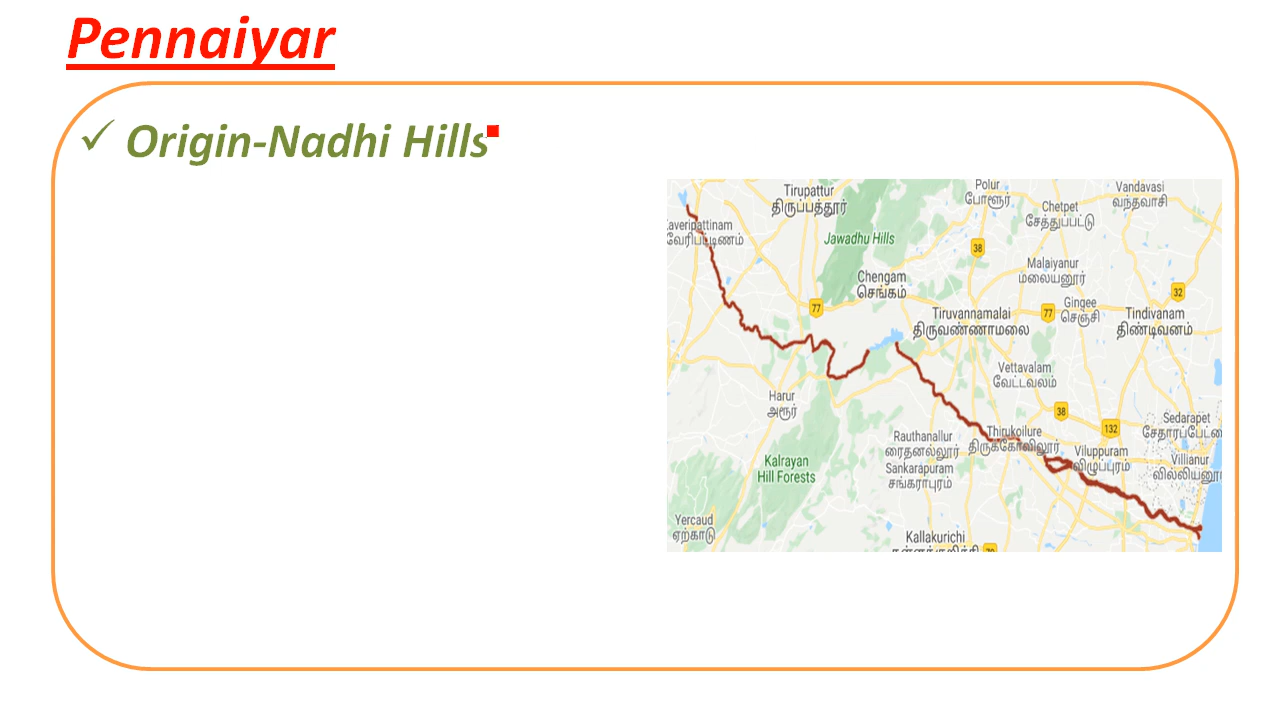 Pennaiyar
✓ Origin-Nadhi Hills
Tirupattur
திருப்பத்தூர்
Polur
போளூர்
Vandavasi
வந்தவாசி
Chetpet
சேத்துப்பட்டு
Jawadhu Hills
38
Malaiyanur
மலையனூர்
Chengam
செங்கம்
32
77
Tiruvannamalai
திருவண்ணாமலை
77
Gingee
செஞ்சி
Tindivanam
திண்டிவனம்
Vettavalam
வேட்டவலம்
Harur
அரூர்
38
132
Sedarapet
Rauthanallur
ரைதனல்லூர்
Thirukoilure
திருக்கோவிலூர்
Sankarapuram
சங்கராபுரம்
Viluppuram
விழுப்புரம்
Villianur
Kalrayan
Hill Forests
Yercaud
ஏற்காடு
Kallakurichi